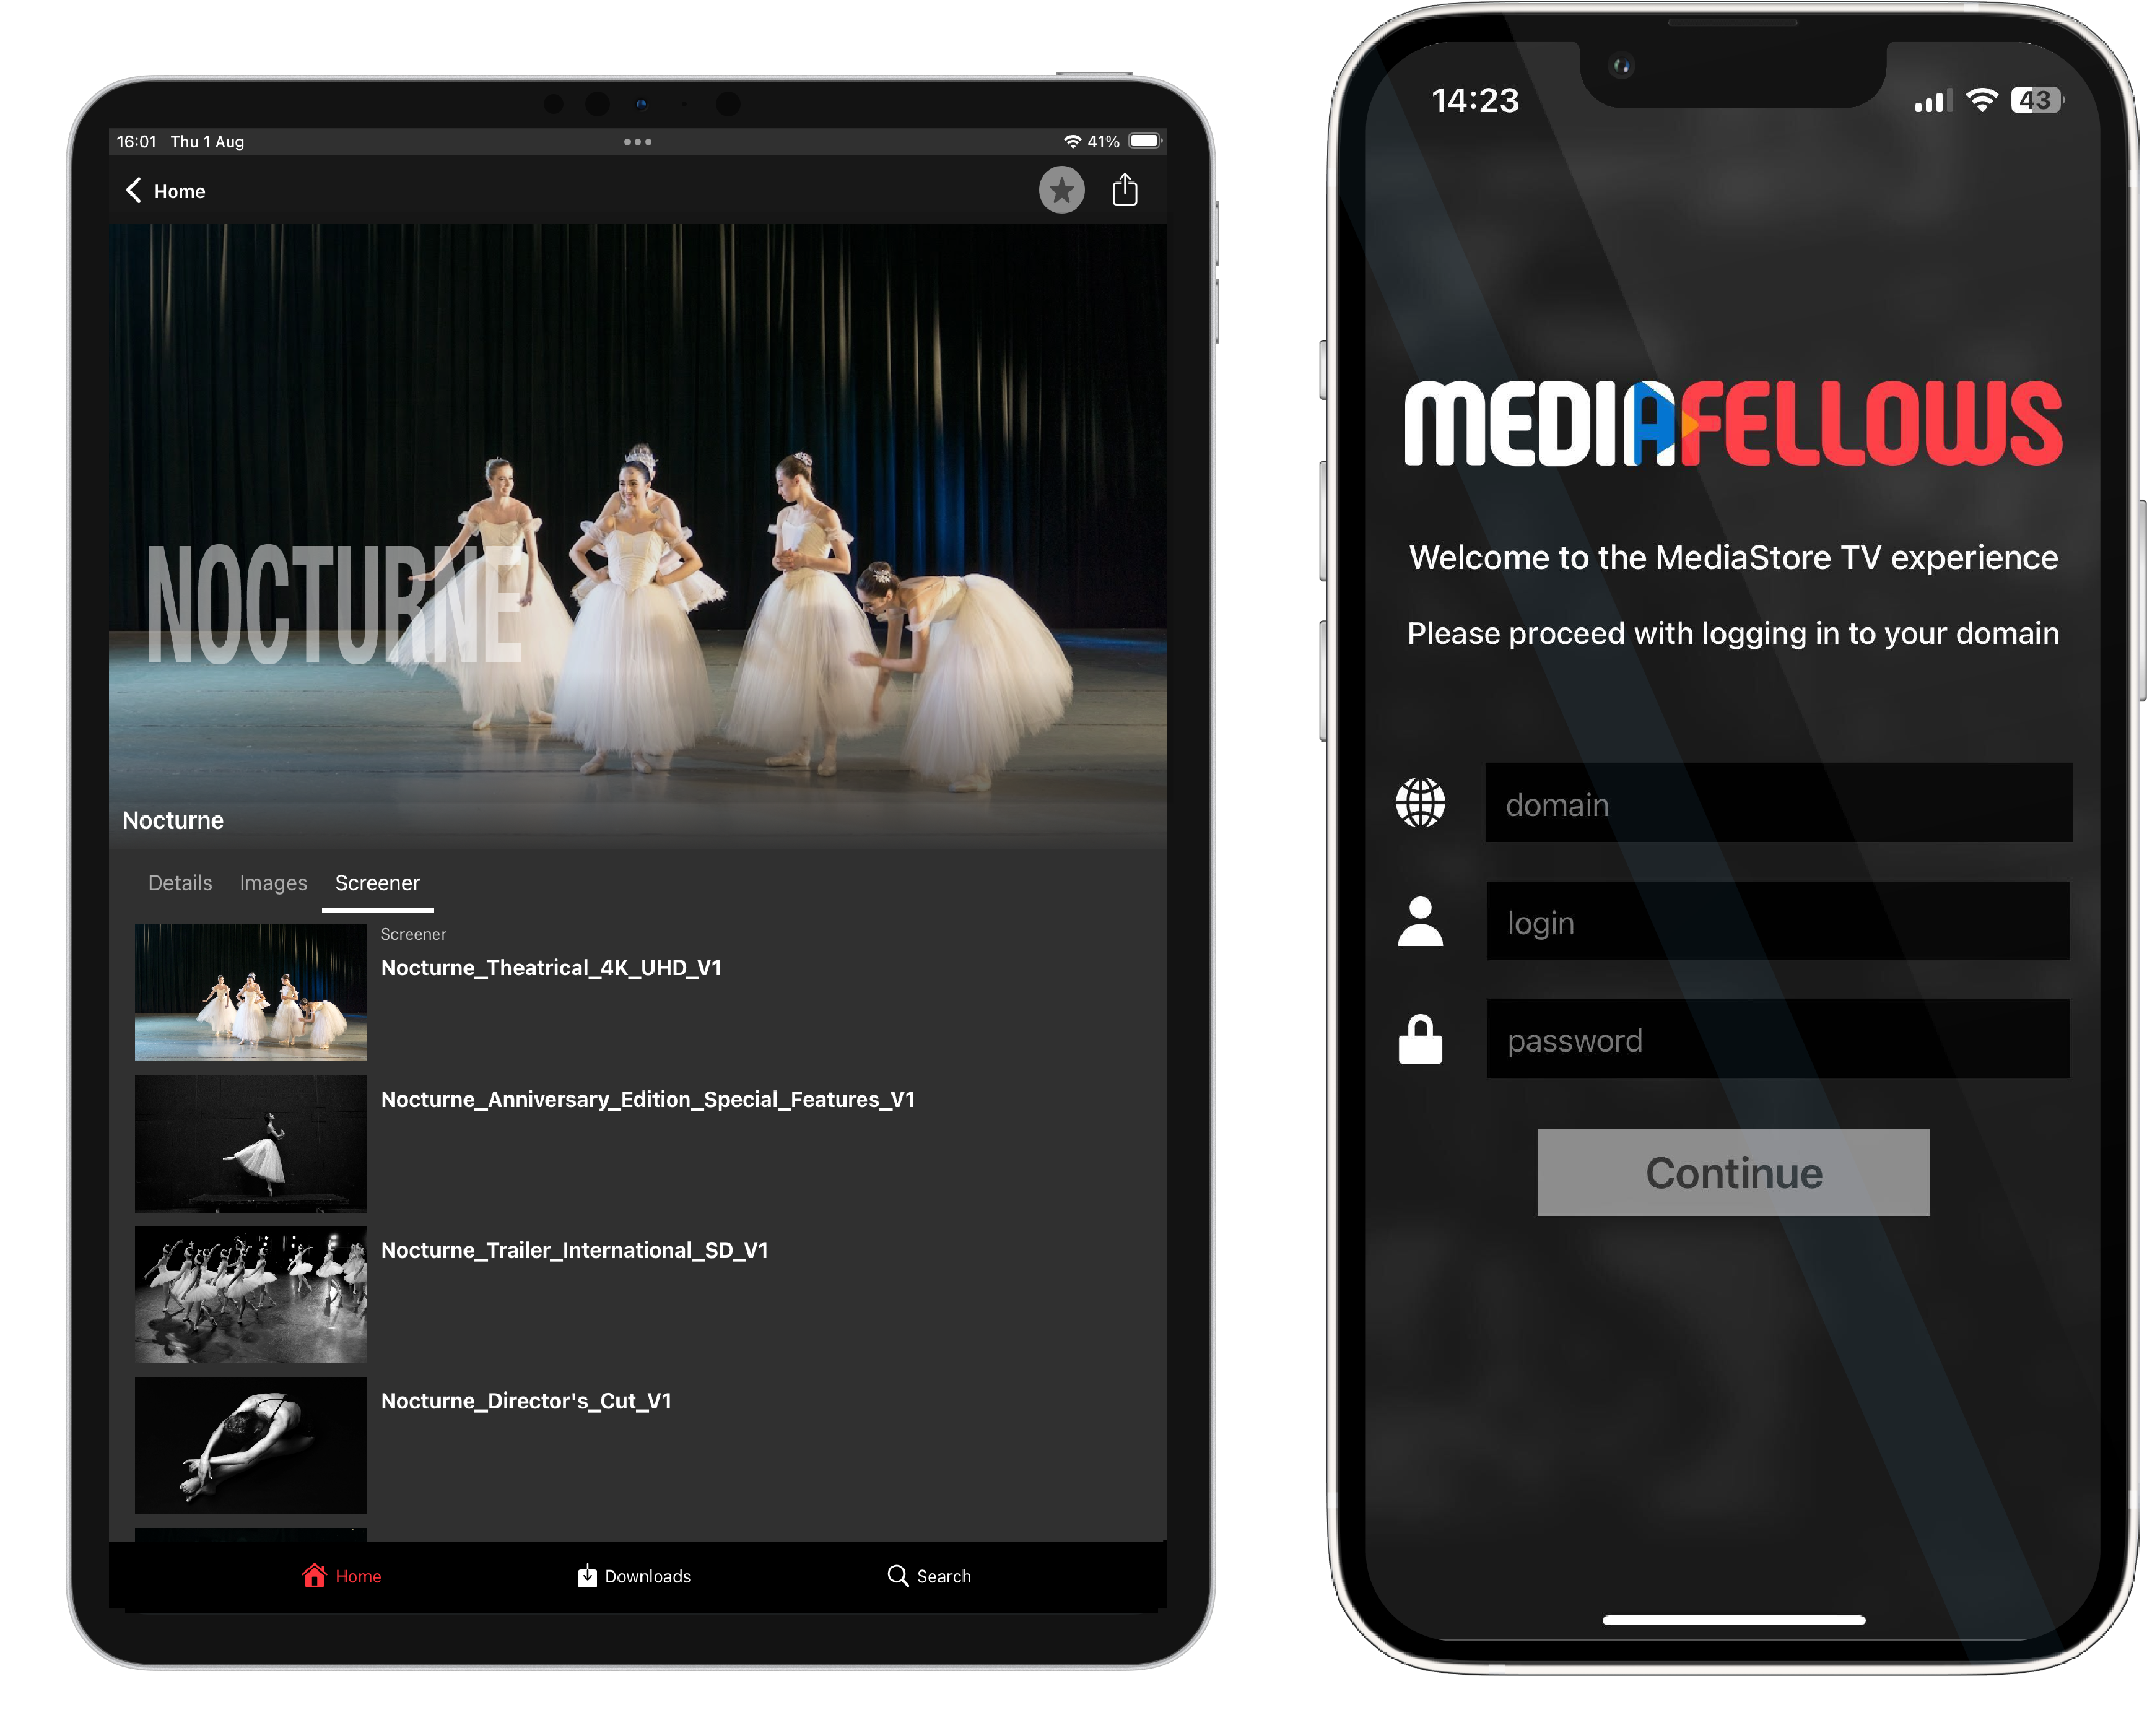 16:01 Thu 1 Aug
41%
Home
NOCTURNE
Nocturne
Details Images Screener
Screener
Nocturne_Theatrical_4K_UHD_V1
Nocturne_Anniversary_Edition_Special_Features_V1
Nocturne_Trailer_International_SD_V1
Nocturne_Director's_Cut_V1
Home Downloads Search
14:23
43
MEDIAFELLOWS
Welcome to the MediaStore TV experience
Please proceed with logging in to your domain
domain
login
password
Continue